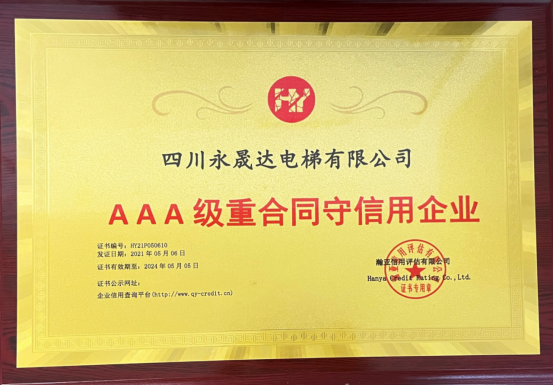 HY
四川永晟达电梯有限公司
AAA级重合同守信用企业
证书编号：HY21P050610
发证日期：2021年05月06日
证书有效期至：2024年05月05日
证书公示网址：
企业信用查询平台(http://www.qy-credit.cn)
瀚亚信用评估有限公司
Hanya Credit Rating Co.,Ltd.
证书专用章